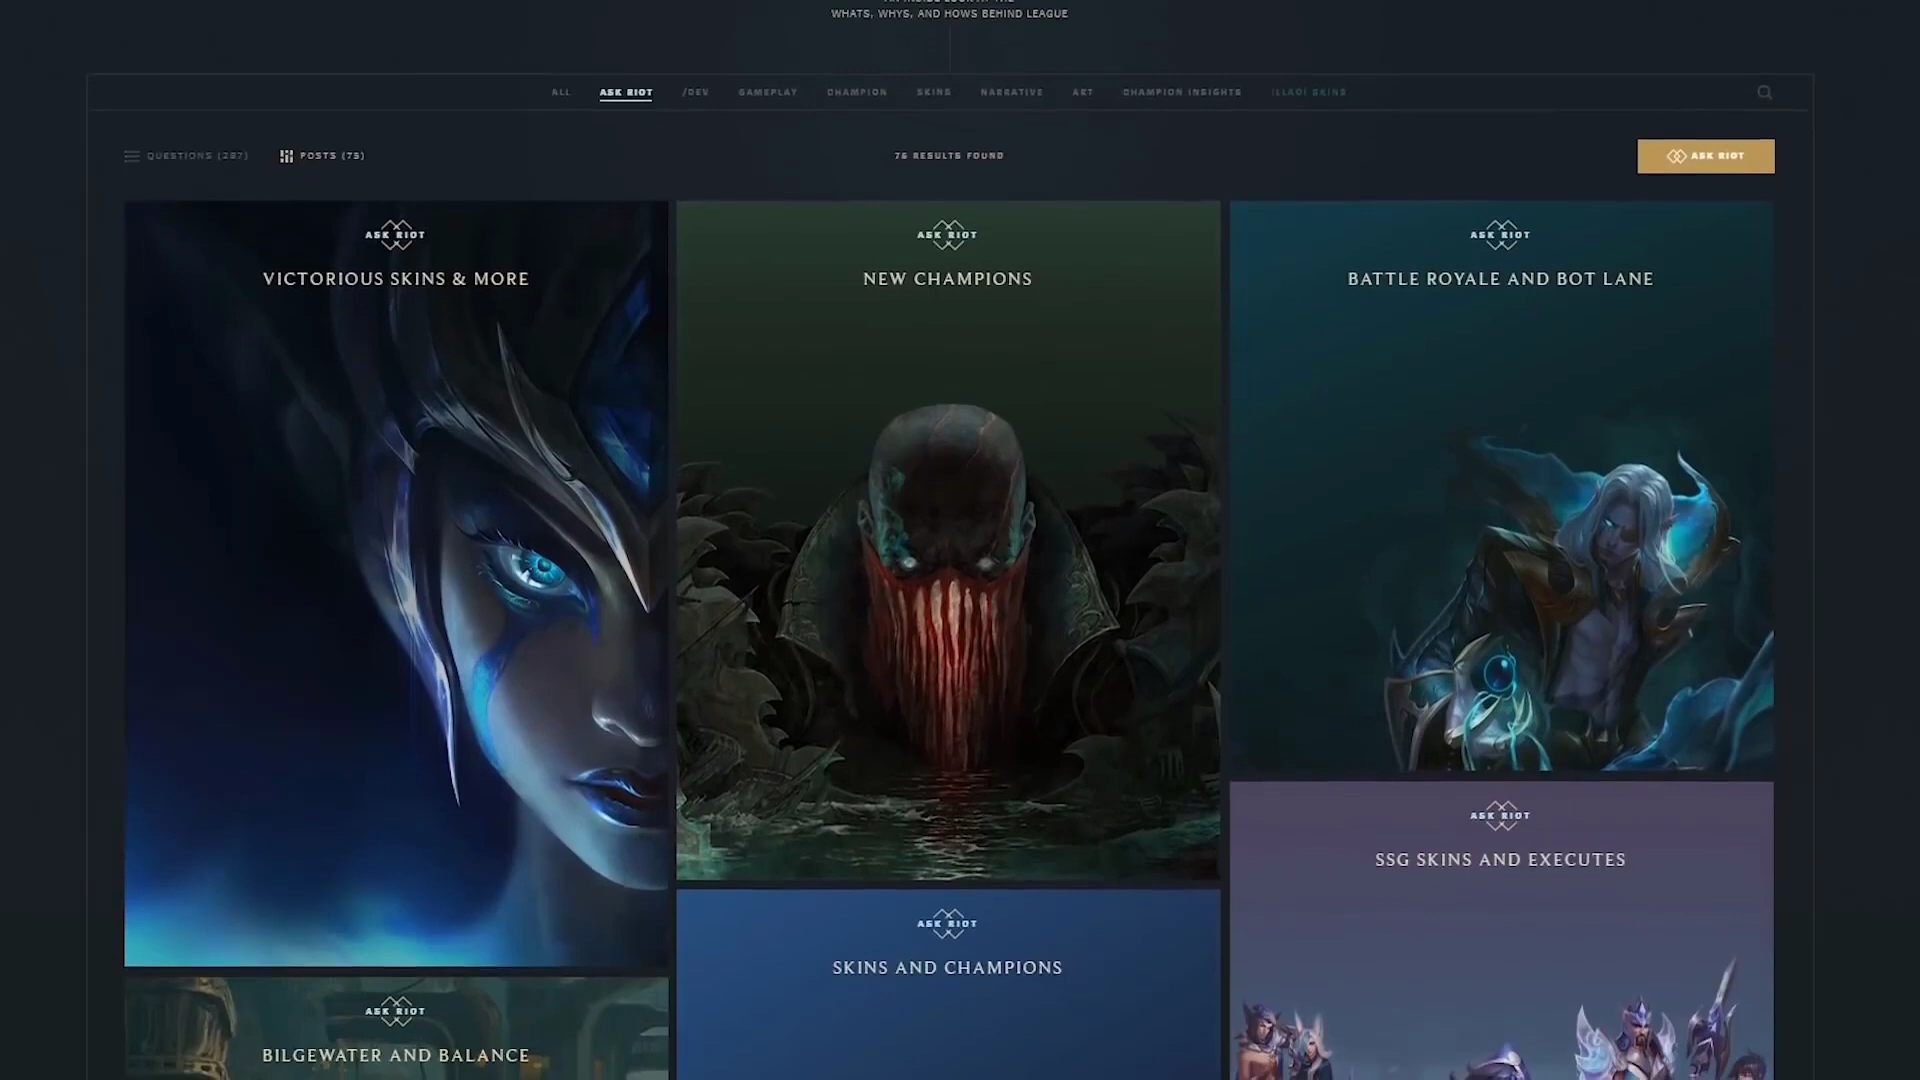 WHATS, WHYS, AND HOWS BEHIND LEAGUE
ALL ASK RIOT /DEV GAMEPLAY CHAMPION SKINS NARRATIVE ART CHAMPION INSIGHTS ILLAOI SKINS
QUESTIONS (287) POSTS (75) 76 RESULTS FOUND ASK RIOT
ASK RIOT
VICTORIOUS SKINS & MORE
ASK RIOT
NEW CHAMPIONS
ASK RIOT
BATTLE ROYALE AND BOT LANE
ASK RIOT
SSG SKINS AND EXECUTES
ASK RIOT
SKINS AND CHAMPIONS
ASK RIOT
BILGEWATER AND BALANCE